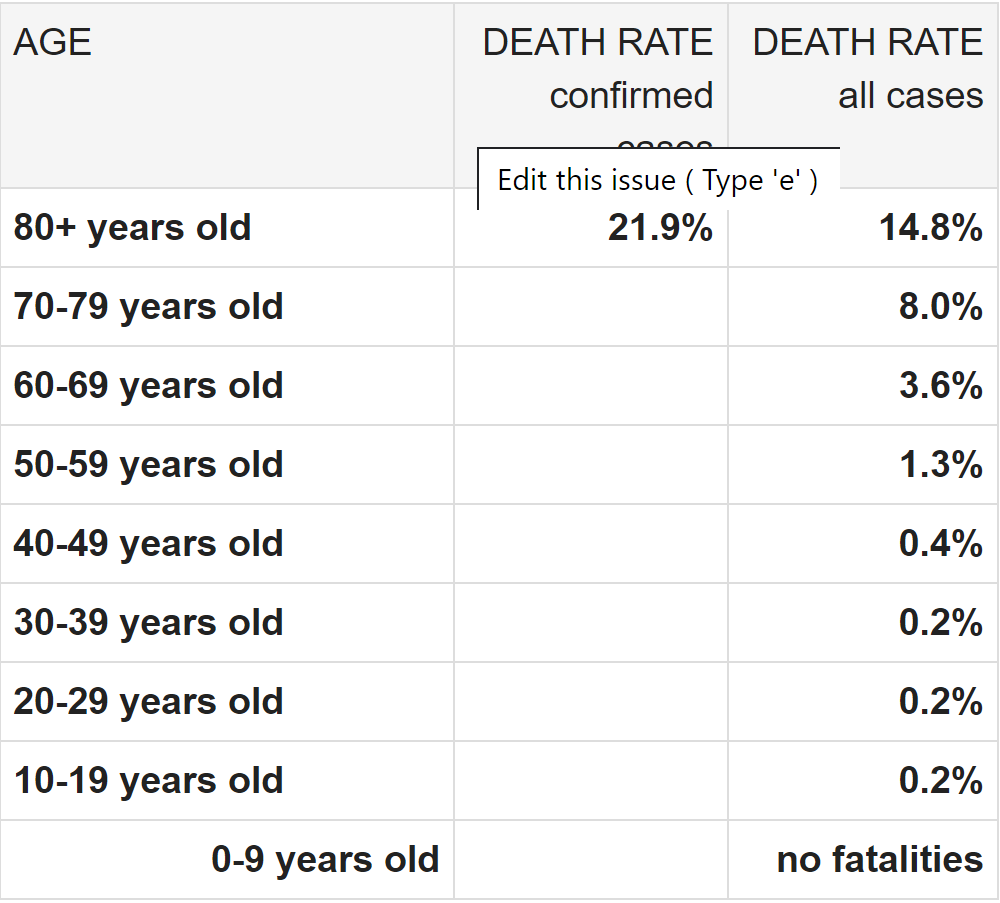 AGE DEATH RATE DEATH RATE
confirmed all cases
cases
Edit this issue ( Type 'e' )
80+ years old 21.9% 14.8%
70-79 years old 8.0%
60-69 years old 3.6%
50-59 years old 1.3%
40-49 years old 0.4%
30-39 years old 0.2%
20-29 years old 0.2%
10-19 years old 0.2%
0-9 years old no fatalities